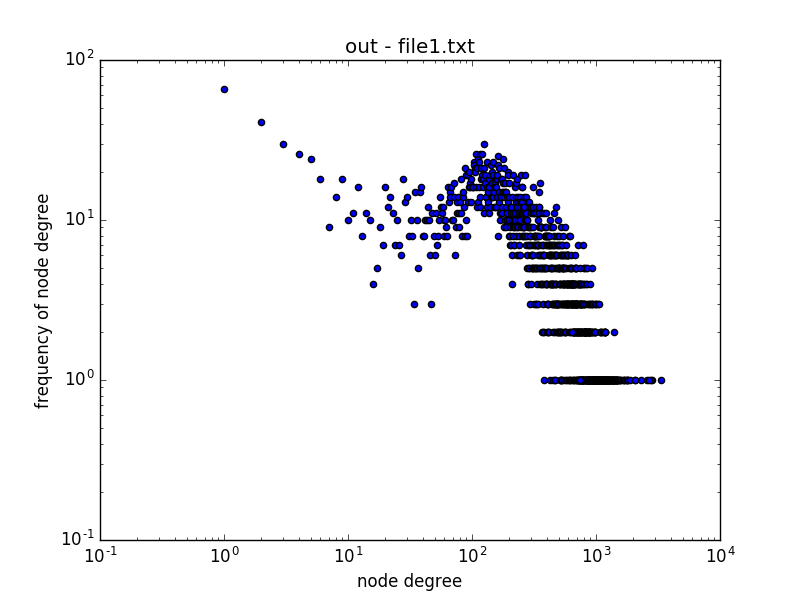 out - file1.txt
10^2
10^1
10^0
10^-1
frequency of node degree
10^-1 10^0 10^1 10^2 10^3 10^4
node degree